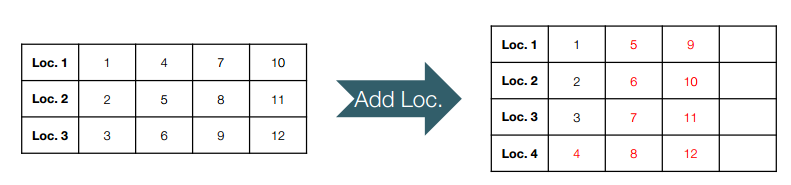 Loc. 1 1 4 7 10
Loc. 2 2 5 8 11
Loc. 3 3 6 9 12
Add Loc.
Loc. 1 1 5 9
Loc. 2 2 6 10
Loc. 3 3 7 11
Loc. 4 4 8 12